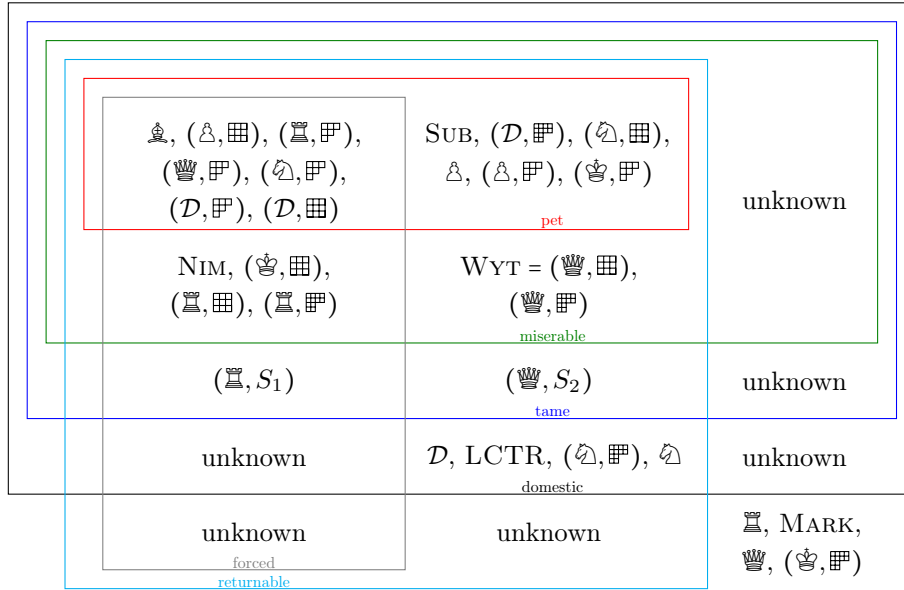 ♗, (♙,▦), (♖,▛),
(♕,▛), (♘,▛),
(𝒟,▛), (𝒟,▦)
SUB, (𝒟,▛), (♘,▦),
♙, (♙,▛), (♔,▛)
pet
unknown
NIM, (♔,▦),
(♖,▦), (♖,▛)
WYT = (♕,▦),
(♕,▛)
miserable
(♖, S₁)
(♕, S₂)
unknown
tame
unknown
𝒟, LCTR, (♘,▛), ♘
unknown
domestic
unknown
unknown
♖, MARK,
♕, (♔,▛)
forced
returnable